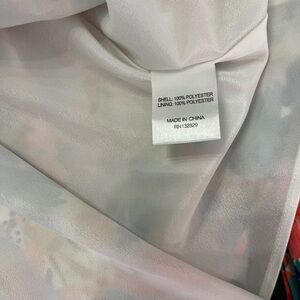 SHELL: 100% POLYESTER
LINING: 100% POLYESTER
MADE IN CHINA
RN132829